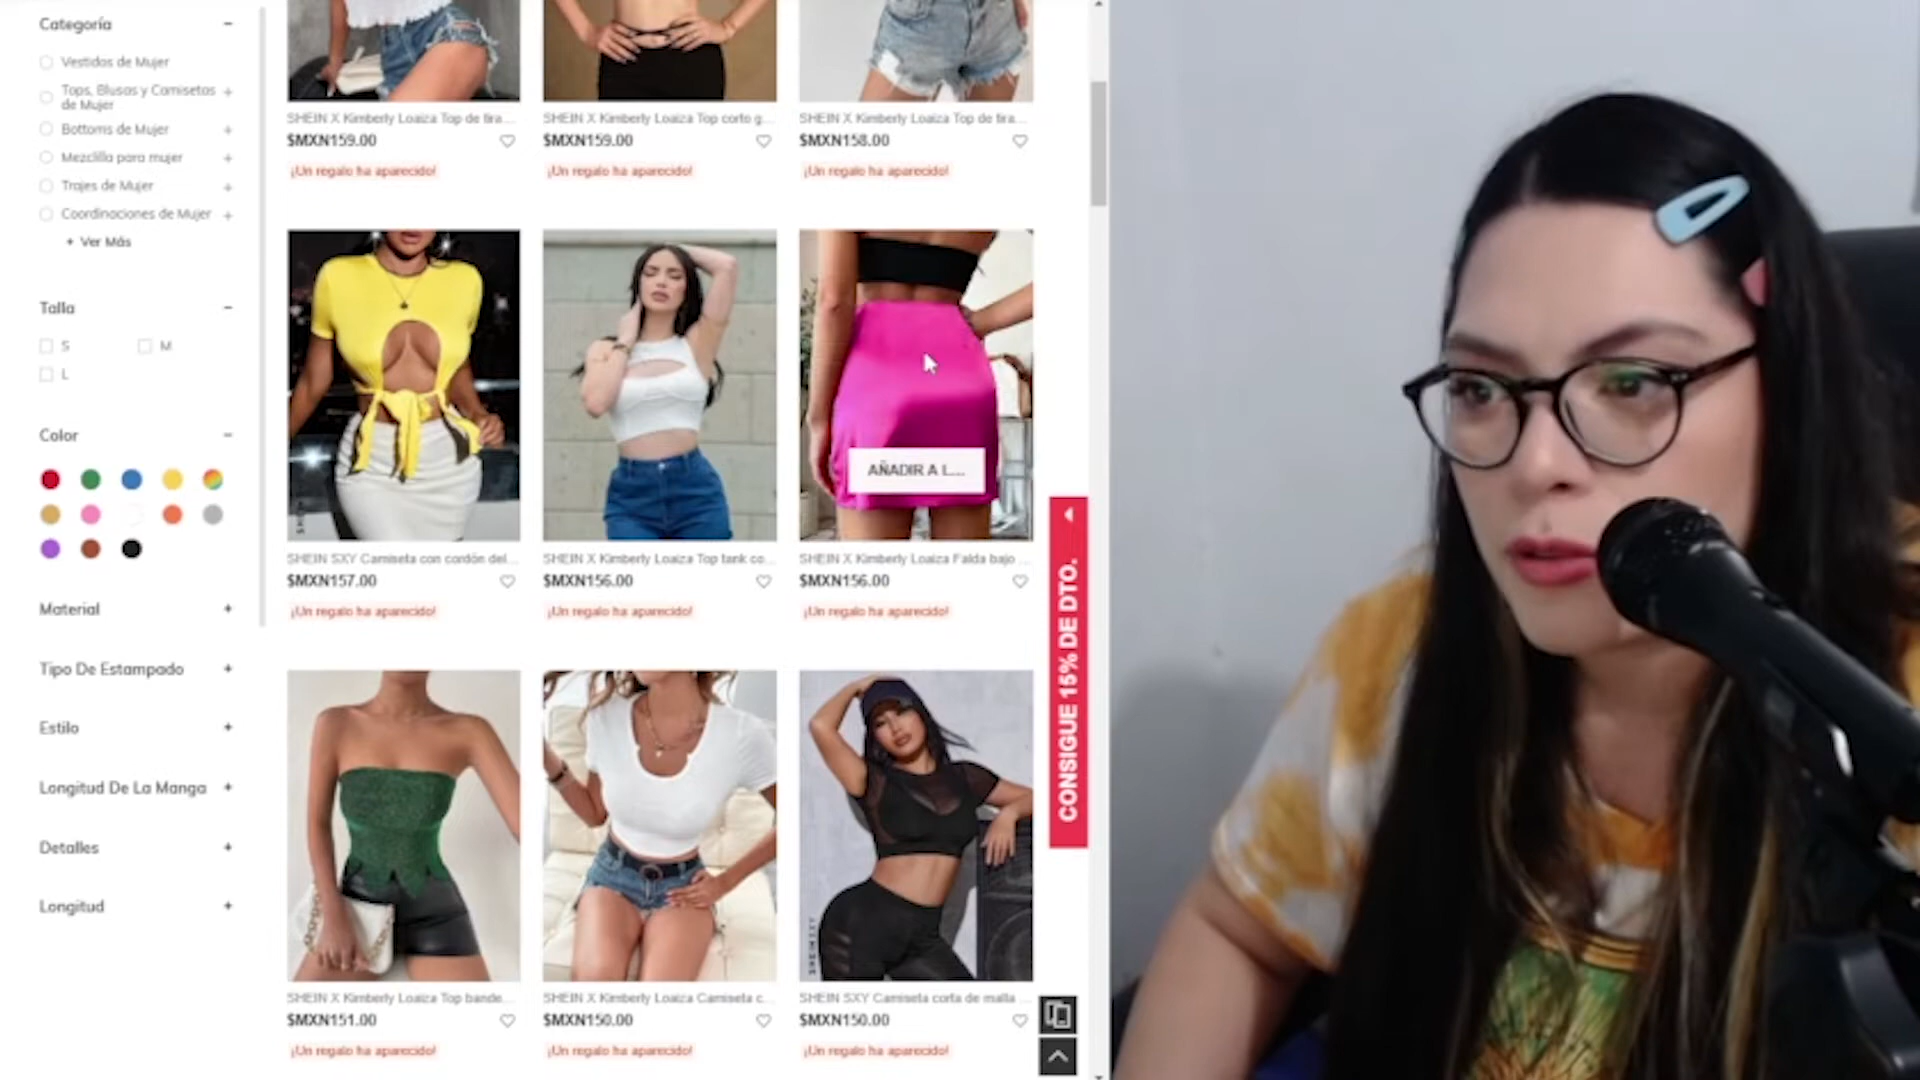 Categoría
Vestidos de Mujer
Tops, Blusas y Camisetas
de Mujer
Bottoms de Mujer
Mezclilla para mujer
Trajes de Mujer
Coordinaciones de Mujer
+ Ver Más
Talla
S
M
L
Color
Material
Tipo De Estampado
Estilo
Longitud De La Manga
Detalles
Longitud
SHEIN X Kimberly Loaiza Top de tira...
$MXN159.00
¡Un regalo ha aparecido!
SHEIN X Kimberly Loaiza Top corto g...
$MXN159.00
¡Un regalo ha aparecido!
SHEIN X Kimberly Loaiza Top de tira...
$MXN158.00
¡Un regalo ha aparecido!
AÑADIR A L...
SHEIN SXY Camiseta con cordón del...
$MXN157.00
¡Un regalo ha aparecido!
SHEIN X Kimberly Loaiza Top tank co...
$MXN156.00
¡Un regalo ha aparecido!
SHEIN X Kimberly Loaiza Falda bajo ...
$MXN156.00
¡Un regalo ha aparecido!
SHEIN X Kimberly Loaiza Top bande...
$MXN151.00
¡Un regalo ha aparecido!
SHEIN X Kimberly Loaiza Camiseta c...
$MXN150.00
¡Un regalo ha aparecido!
SHEIN SXY Camiseta corta de malla ...
$MXN150.00
¡Un regalo ha aparecido!
CONSIGUE 15% DE DTO.